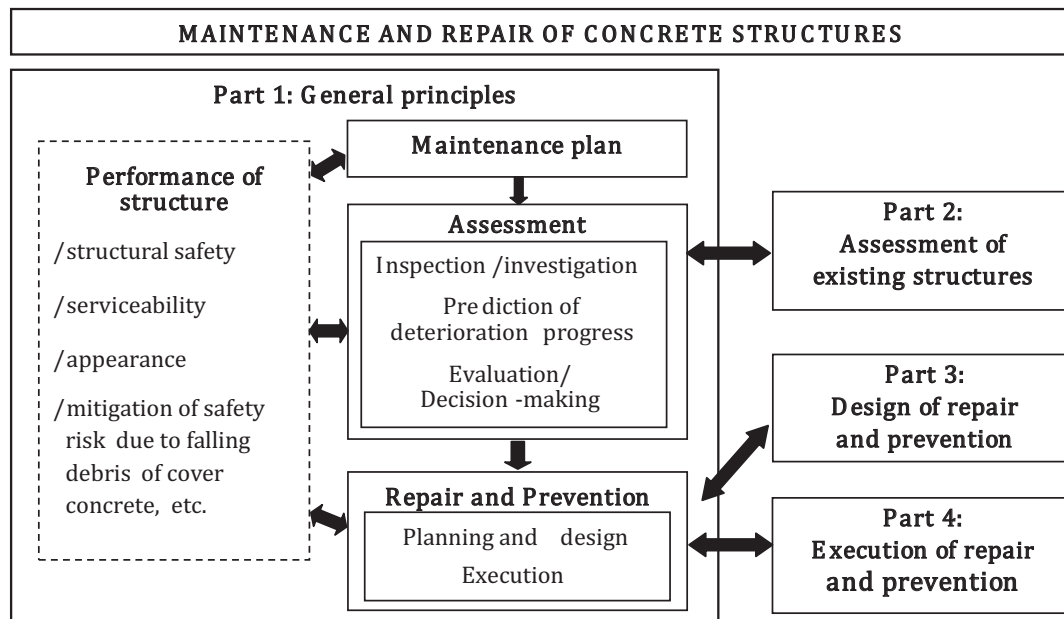 MAINTENANCE AND REPAIR OF CONCRETE STRUCTURES
Part 1: General principles
Performance of
structure
/structural safety
/serviceability
/appearance
/mitigation of safety
risk due to falling
debris of cover
concrete, etc.
Maintenance plan
Assessment
Inspection /investigation
Pre diction of
deterioration progress
Evaluation/
Decision -making
Repair and Prevention
Planning and design
Execution
Part 2:
Assessment of
existing structures
Part 3:
Design of repair
and prevention
Part 4:
Execution of repair
and prevention